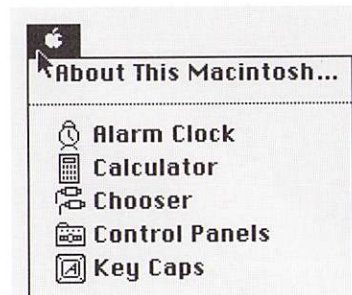 About This Macintosh...
Alarm Clock
Calculator
Chooser
Control Panels
Key Caps